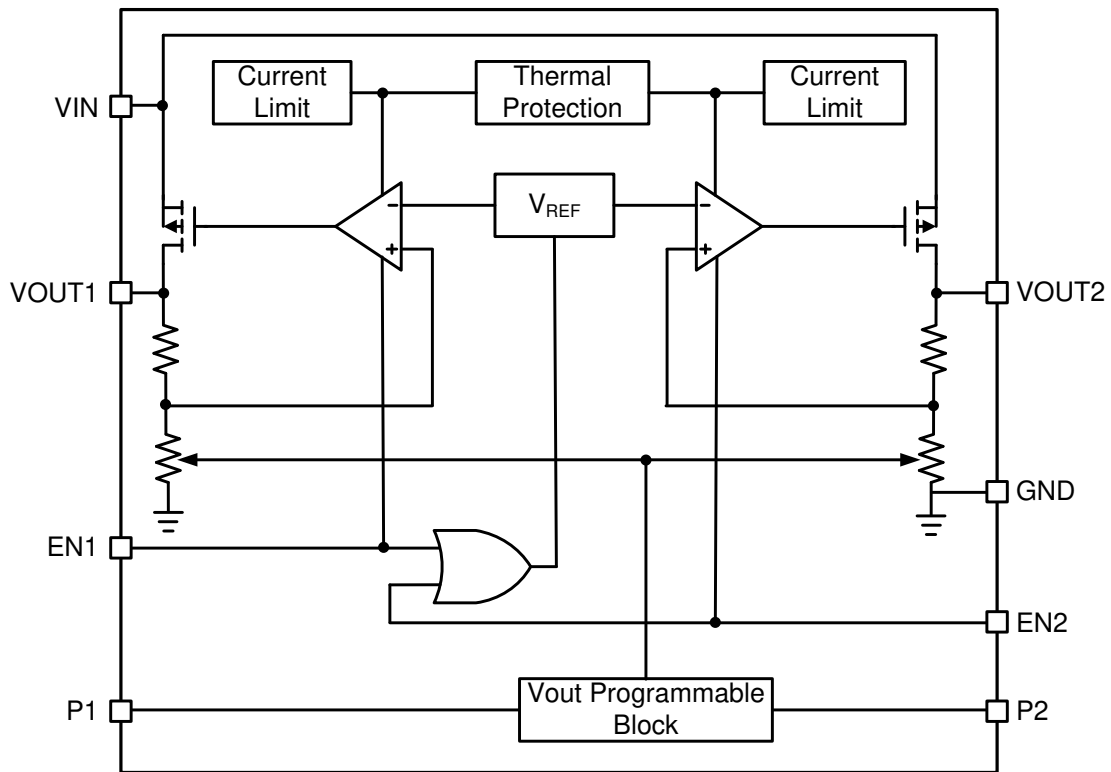 Current
Limit
Thermal
Protection
Current
Limit
VIN
-
VREF
-
+
+
VOUT1
VOUT2
GND
EN1
EN2
P1
Vout Programmable
Block
P2